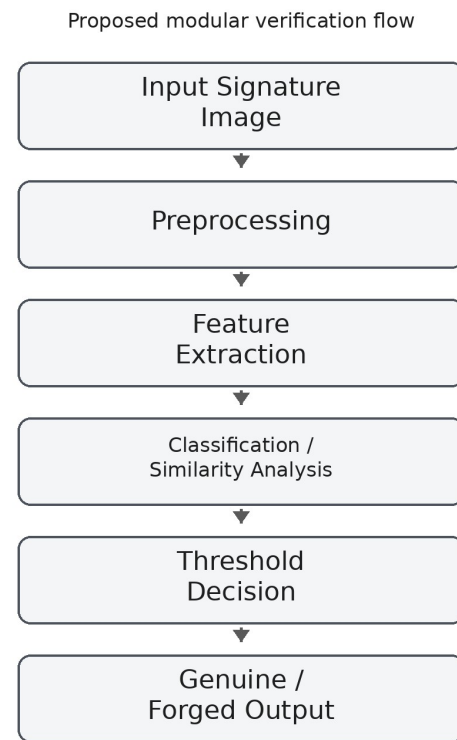 Proposed modular verification flow
Input Signature
Image
Preprocessing
Feature
Extraction
Classification /
Similarity Analysis
Threshold
Decision
Genuine /
Forged Output